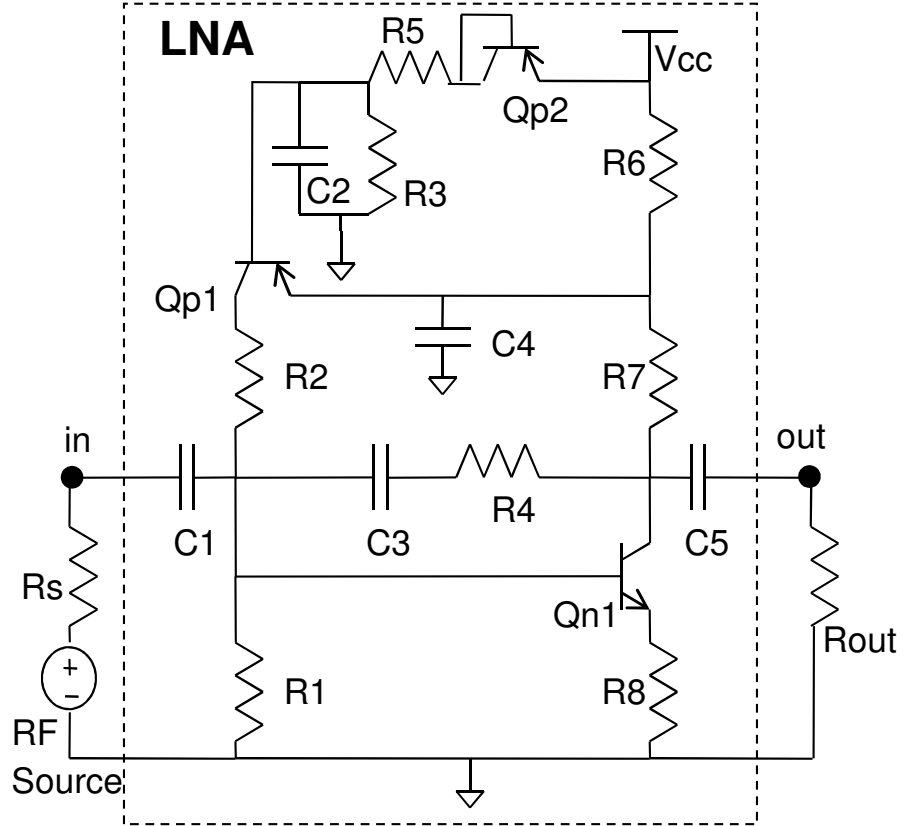 LNA
R5
Vcc
Qp2
R6
C2
R3
Qp1
C4
R2
R7
in
out
R4
C1
C3
C5
Rs
Qn1
Rout
+
−
R1
R8
RF
Source